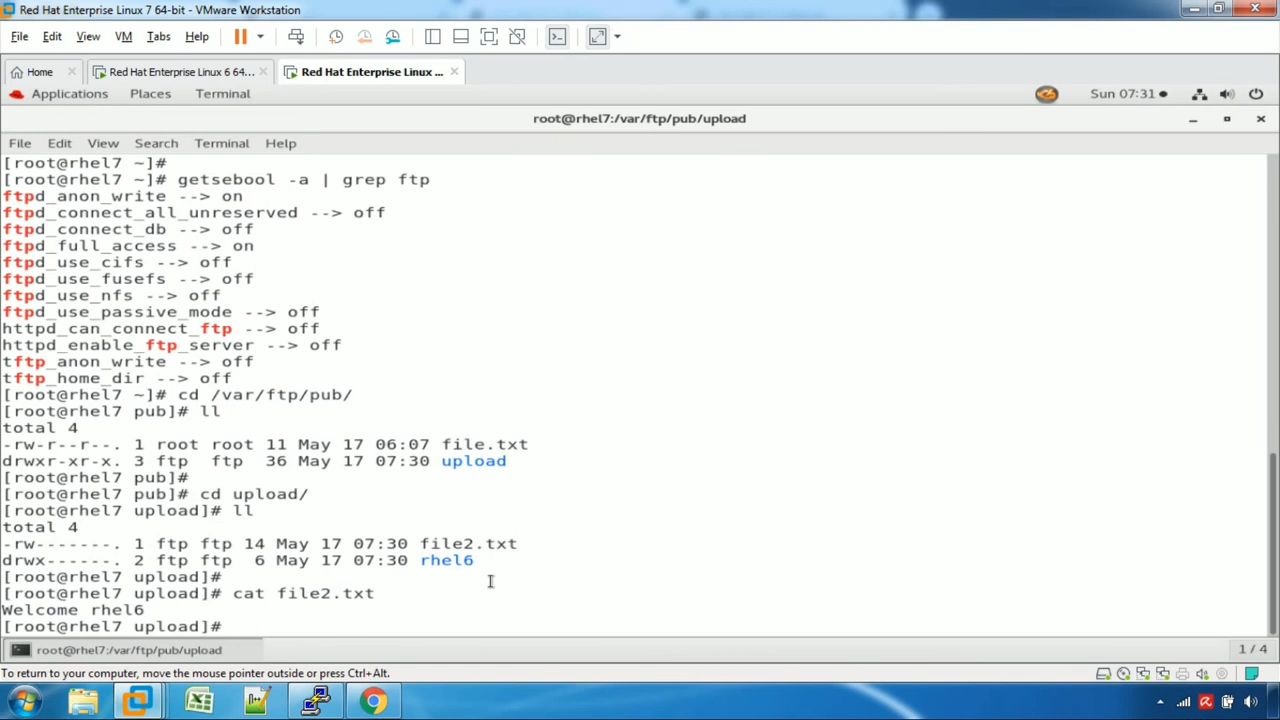 Red Hat Enterprise Linux 7 64-bit - VMware Workstation
File Edit View VM Tabs Help
Home Red Hat Enterprise Linux 6 64... Red Hat Enterprise Linux ...
Applications Places Terminal Sun 07:31
root@rhel7:/var/ftp/pub/upload
File Edit View Search Terminal Help
[root@rhel7 ~]#
[root@rhel7 ~]# getsebool -a | grep ftp
ftpd_anon_write --> on
ftpd_connect_all_unreserved --> off
ftpd_connect_db --> off
ftpd_full_access --> on
ftpd_use_cifs --> off
ftpd_use_fusefs --> off
ftpd_use_nfs --> off
ftpd_use_passive_mode --> off
httpd_can_connect_ftp --> off
httpd_enable_ftp_server --> off
tftp_anon_write --> off
tftp_home_dir --> off
[root@rhel7 ~]# cd /var/ftp/pub/
[root@rhel7 pub]# ll
total 4
-rw-r--r--. 1 root root 11 May 17 06:07 file.txt
drwxr-xr-x. 3 ftp  ftp  36 May 17 07:30 upload
[root@rhel7 pub]#
[root@rhel7 pub]# cd upload/
[root@rhel7 upload]# ll
total 4
-rw-------. 1 ftp ftp 14 May 17 07:30 file2.txt
drwx------. 2 ftp ftp  6 May 17 07:30 rhel6
[root@rhel7 upload]#
[root@rhel7 upload]# cat file2.txt
Welcome rhel6
[root@rhel7 upload]#
root@rhel7:/var/ftp/pub/upload 1 / 4
To return to your computer, move the mouse pointer outside or press Ctrl+Alt.